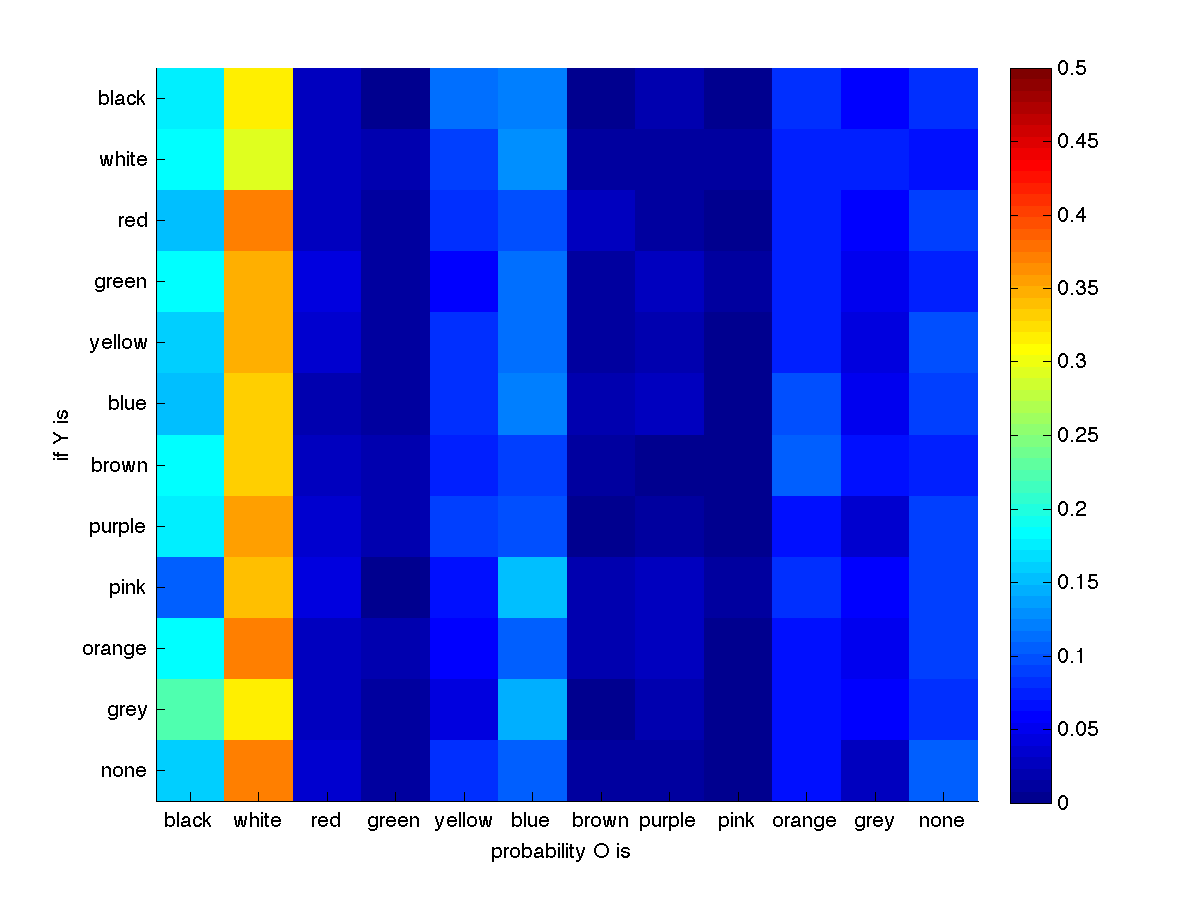 black
white
red
green
yellow
blue
brown
purple
pink
orange
grey
none
if Y is
black white red green yellow blue brown purple pink orange grey none
probability O is
0.5
0.45
0.4
0.35
0.3
0.25
0.2
0.15
0.1
0.05
0